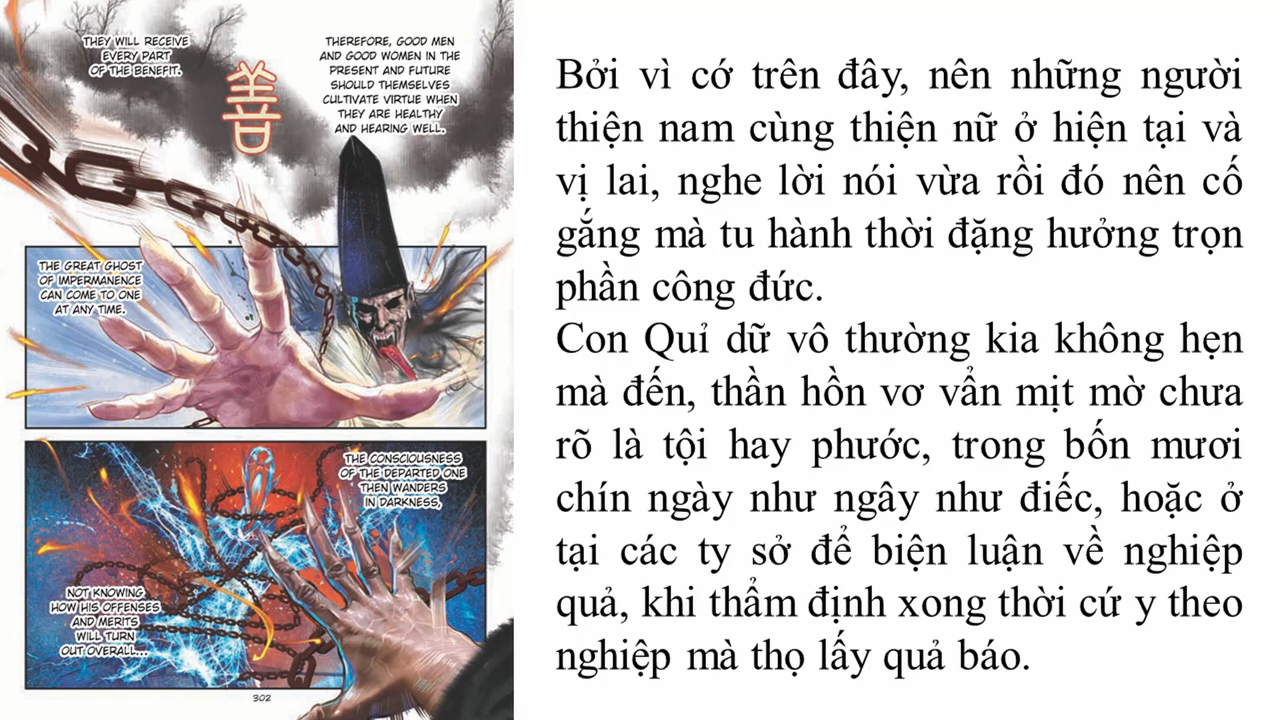 THEREFORE, GOOD MEN
AND GOOD WOMEN IN THE
PRESENT AND FUTURE
SHOULD THEMSELVES
CULTIVATE VIRTUE WHEN
THEY ARE HEALTHY
AND HEARING WELL.
善
THEY WILL RECEIVE
EVERY PART
OF THE BENEFIT.
THE GREAT GHOST
OF IMPERMANENCE
CAN COME TO ONE
AT ANY TIME.
THE CONSCIOUSNESS
OF THE DEPARTED ONE
THEN WANDERS
IN DARKNESS,
NOT KNOWING
HOW HIS OFFENSES
AND MERITS
WILL TURN
OUT OVERALL...
302
Bởi vì cớ trên đây, nên những người
thiện nam cùng thiện nữ ở hiện tại và
vị lai, nghe lời nói vừa rồi đó nên cố
gắng mà tu hành thời đặng hưởng trọn
phần công đức.
Con Quỉ dữ vô thường kia không hẹn
mà đến, thần hồn vơ vẩn mịt mờ chưa
rõ là tội hay phước, trong bốn mươi
chín ngày như ngây như điếc, hoặc ở
tại các ty sở để biện luận về nghiệp
quả, khi thẩm định xong thời cứ y theo
nghiệp mà thọ lấy quả báo.